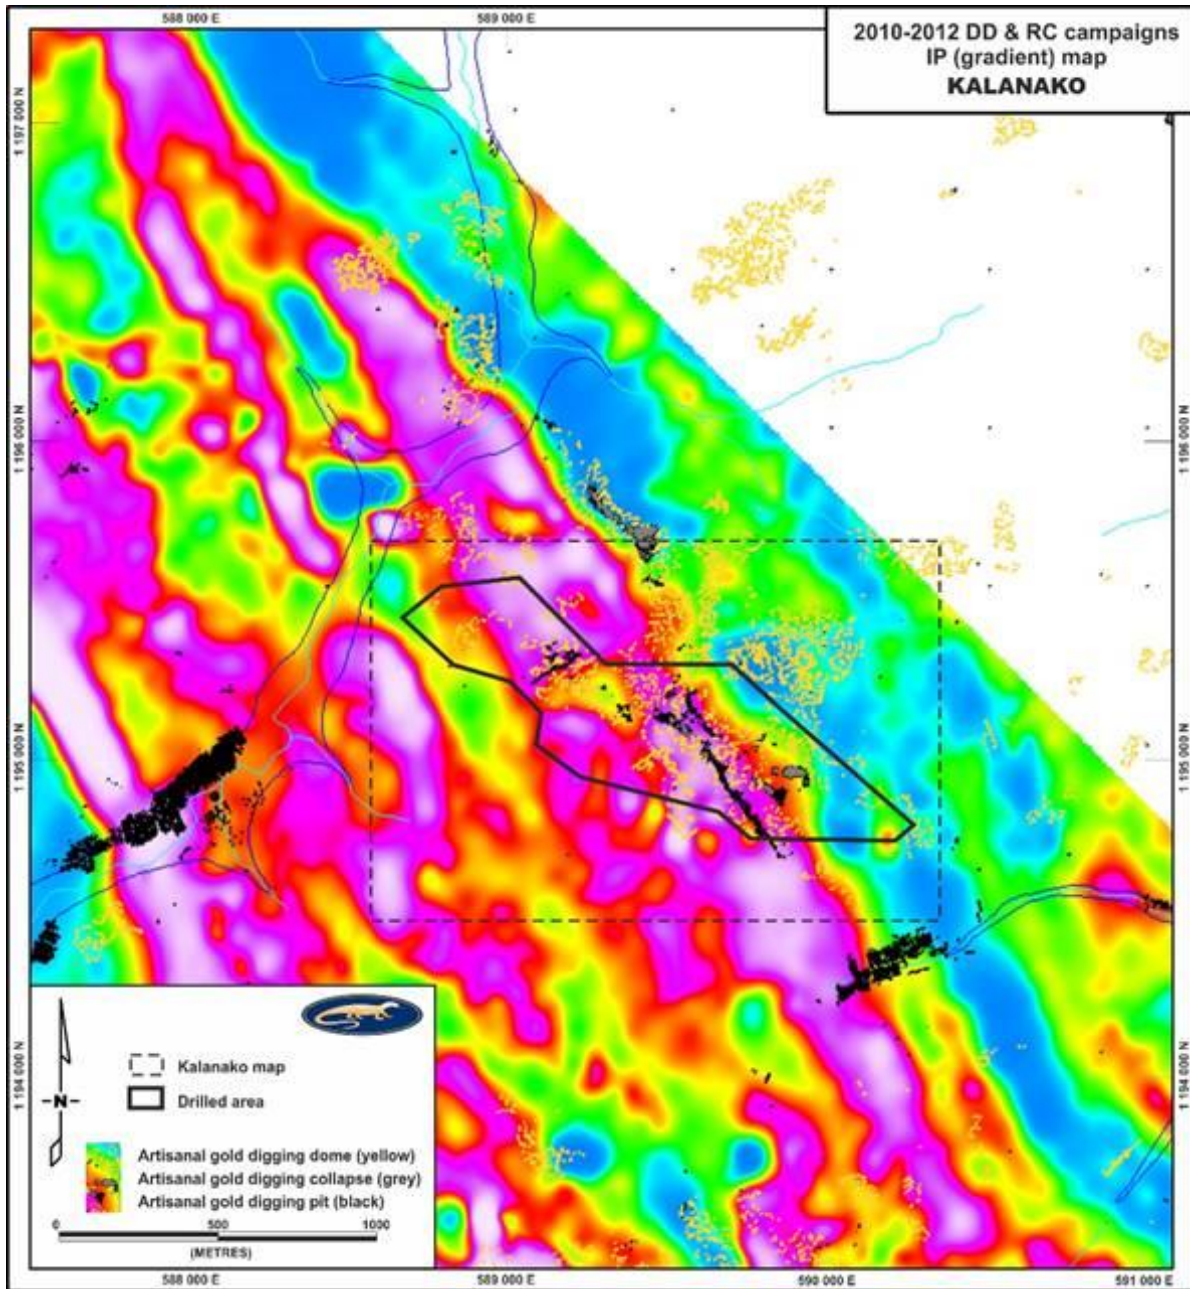 588 000 E
589 000 E
2010-2012 DD & RC campaigns
IP (gradient) map
KALANAKO
1 197 000 N
1 196 000 N
1 196 000 N
1 195 000 N
1 195 000 N
1 194 000 N
1 194 000 N
Kalanako map
Drilled area
N
Artisanal gold digging dome (yellow)
Artisanal gold digging collapse (grey)
Artisanal gold digging pit (black)
0
500
1000
(METRES)
588 000 E
589 000 E
590 000 E
591 000 E